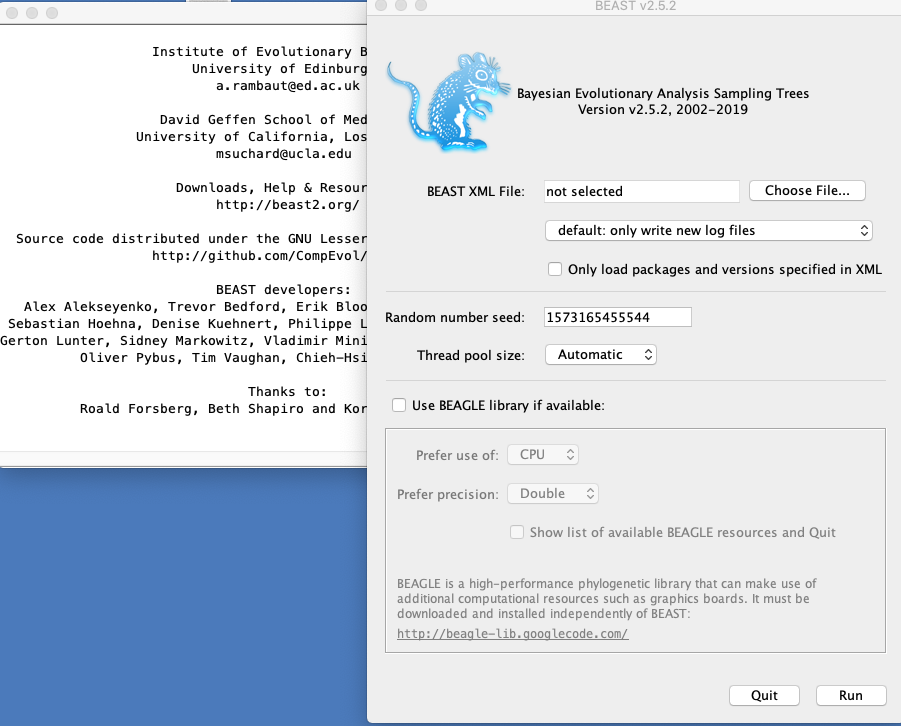 Institute of Evolutionary B
University of Edinburg
a.rambaut@ed.ac.uk
David Geffen School of Med
University of California, Los
msuchard@ucla.edu
Downloads, Help & Resour
http://beast2.org/
Source code distributed under the GNU Lesser
http://github.com/CompEvol/
BEAST developers:
Alex Alekseyenko, Trevor Bedford, Erik Bloo
Sebastian Hoehna, Denise Kuehnert, Philippe L
Gerton Lunter, Sidney Markowitz, Vladimir Mini
Oliver Pybus, Tim Vaughan, Chieh-Hsi
Thanks to:
Roald Forsberg, Beth Shapiro and Kor
BEAST v2.5.2
Bayesian Evolutionary Analysis Sampling Trees
Version v2.5.2, 2002-2019
BEAST XML File: not selected Choose File...
default: only write new log files
Only load packages and versions specified in XML
Random number seed: 1573165455544
Thread pool size: Automatic
Use BEAGLE library if available:
Prefer use of: CPU
Prefer precision: Double
Show list of available BEAGLE resources and Quit
BEAGLE is a high-performance phylogenetic library that can make use of
additional computational resources such as graphics boards. It must be
downloaded and installed independently of BEAST:
http://beagle-lib.googlecode.com/
Quit Run